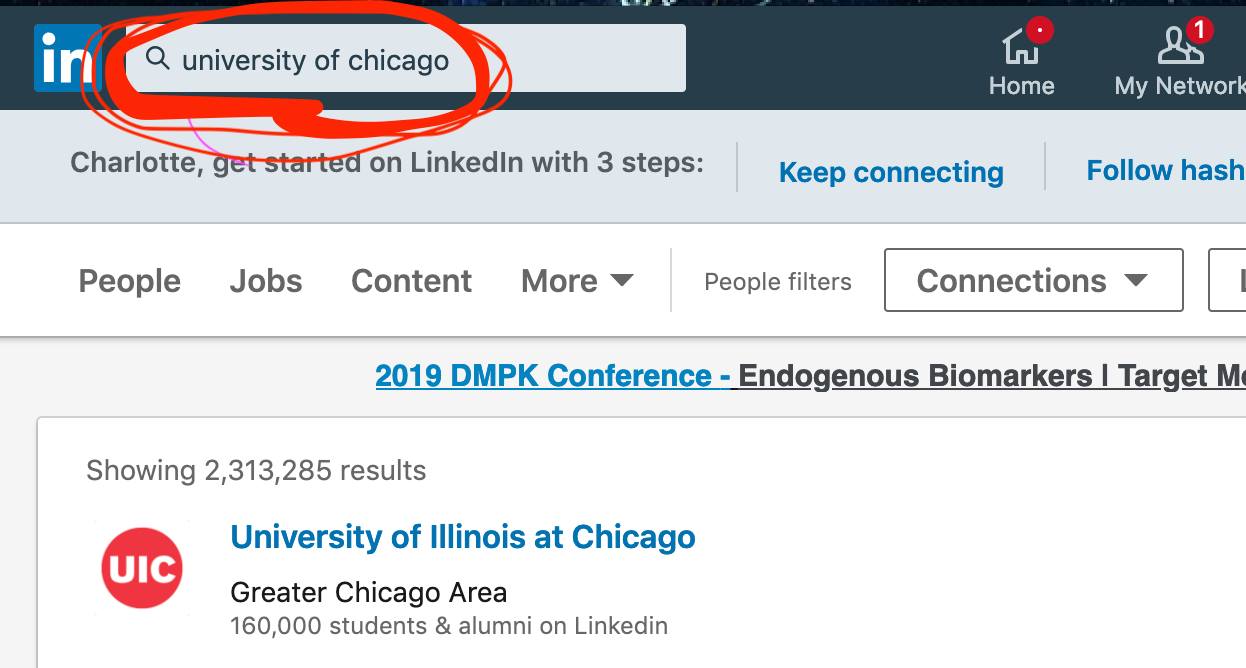 in university of chicago
Home
1
My Network
Charlotte, get started on LinkedIn with 3 steps:
Keep connecting
Follow hash
People Jobs Content More People filters Connections
2019 DMPK Conference - Endogenous Biomarkers | Target
Showing 2,313,285 results
UIC
University of Illinois at Chicago
Greater Chicago Area
160,000 students & alumni on Linkedin